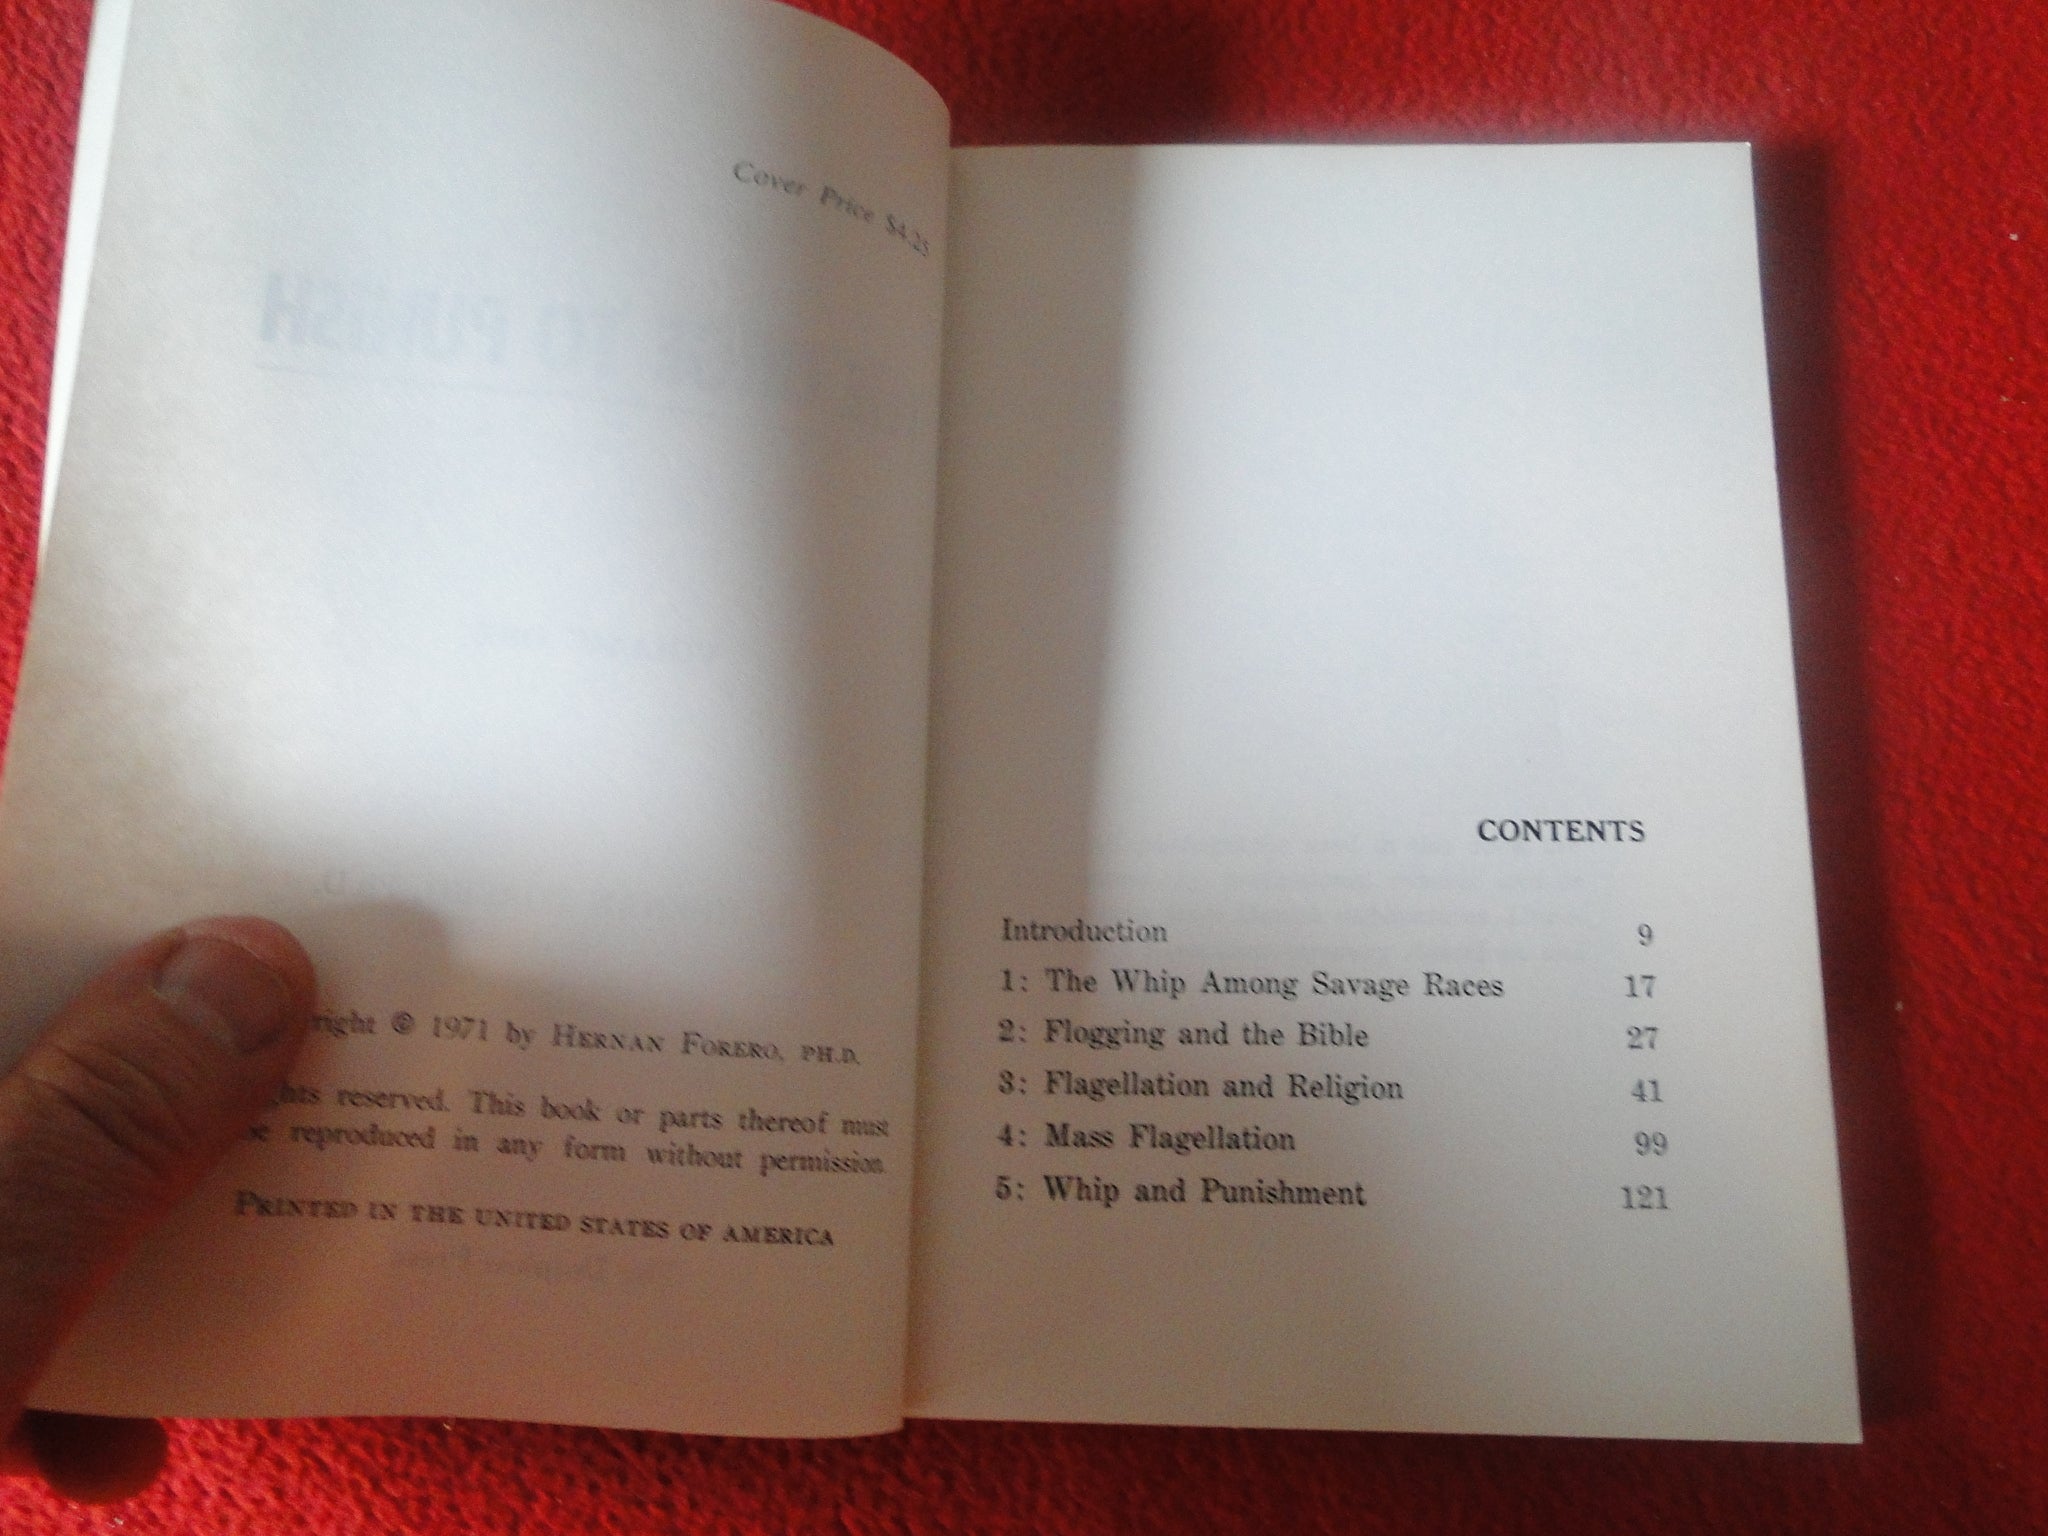 Cover Price $4.25
right © 1971 by HERNAN FORERO, PH.D.
reserved. This book or parts thereof must
reproduced in any form without permission.
PRINTED IN THE UNITED STATES OF AMERICA
CONTENTS
Introduction 9
1: The Whip Among Savage Races 17
2: Flogging and the Bible 27
3: Flagellation and Religion 41
4: Mass Flagellation 99
5: Whip and Punishment 121